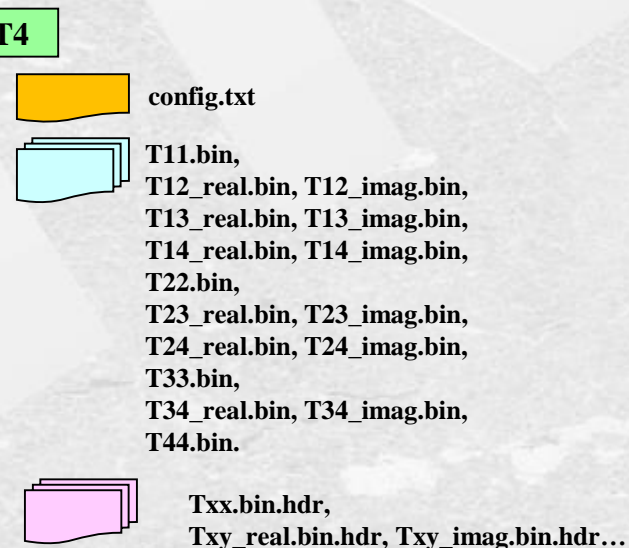 T4
config.txt
T11.bin,
T12_real.bin, T12_imag.bin,
T13_real.bin, T13_imag.bin,
T14_real.bin, T14_imag.bin,
T22.bin,
T23_real.bin, T23_imag.bin,
T24_real.bin, T24_imag.bin,
T33.bin,
T34_real.bin, T34_imag.bin,
T44.bin.
Txx.bin.hdr,
Txy_real.bin.hdr, Txy_imag.bin.hdr…